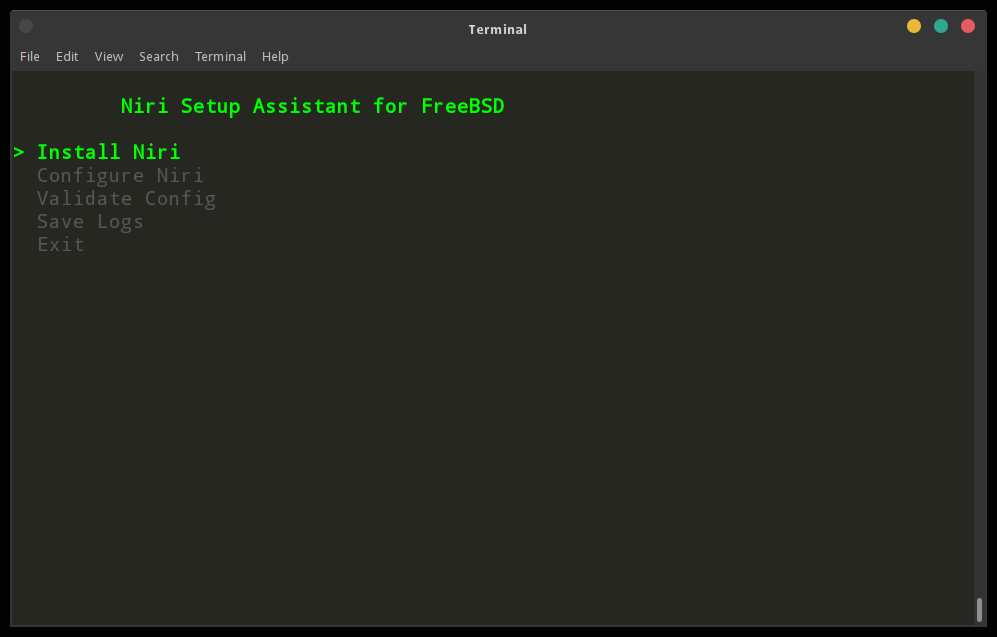 Terminal
File Edit View Search Terminal Help
Niri Setup Assistant for FreeBSD
> Install Niri
Configure Niri
Validate Config
Save Logs
Exit